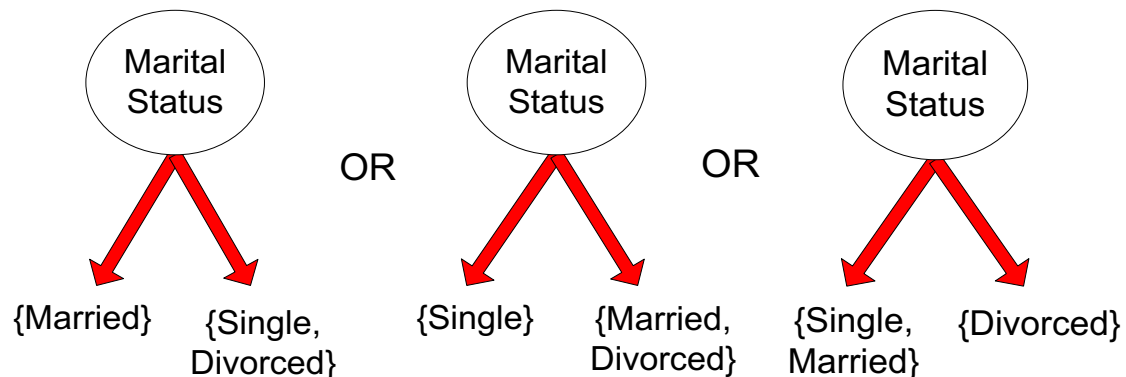 Marital
Status
OR
Marital
Status
OR
Marital
Status
{Married}
{Single,
Divorced}
{Single}
{Married,
Divorced}
{Single,
Married}
{Divorced}